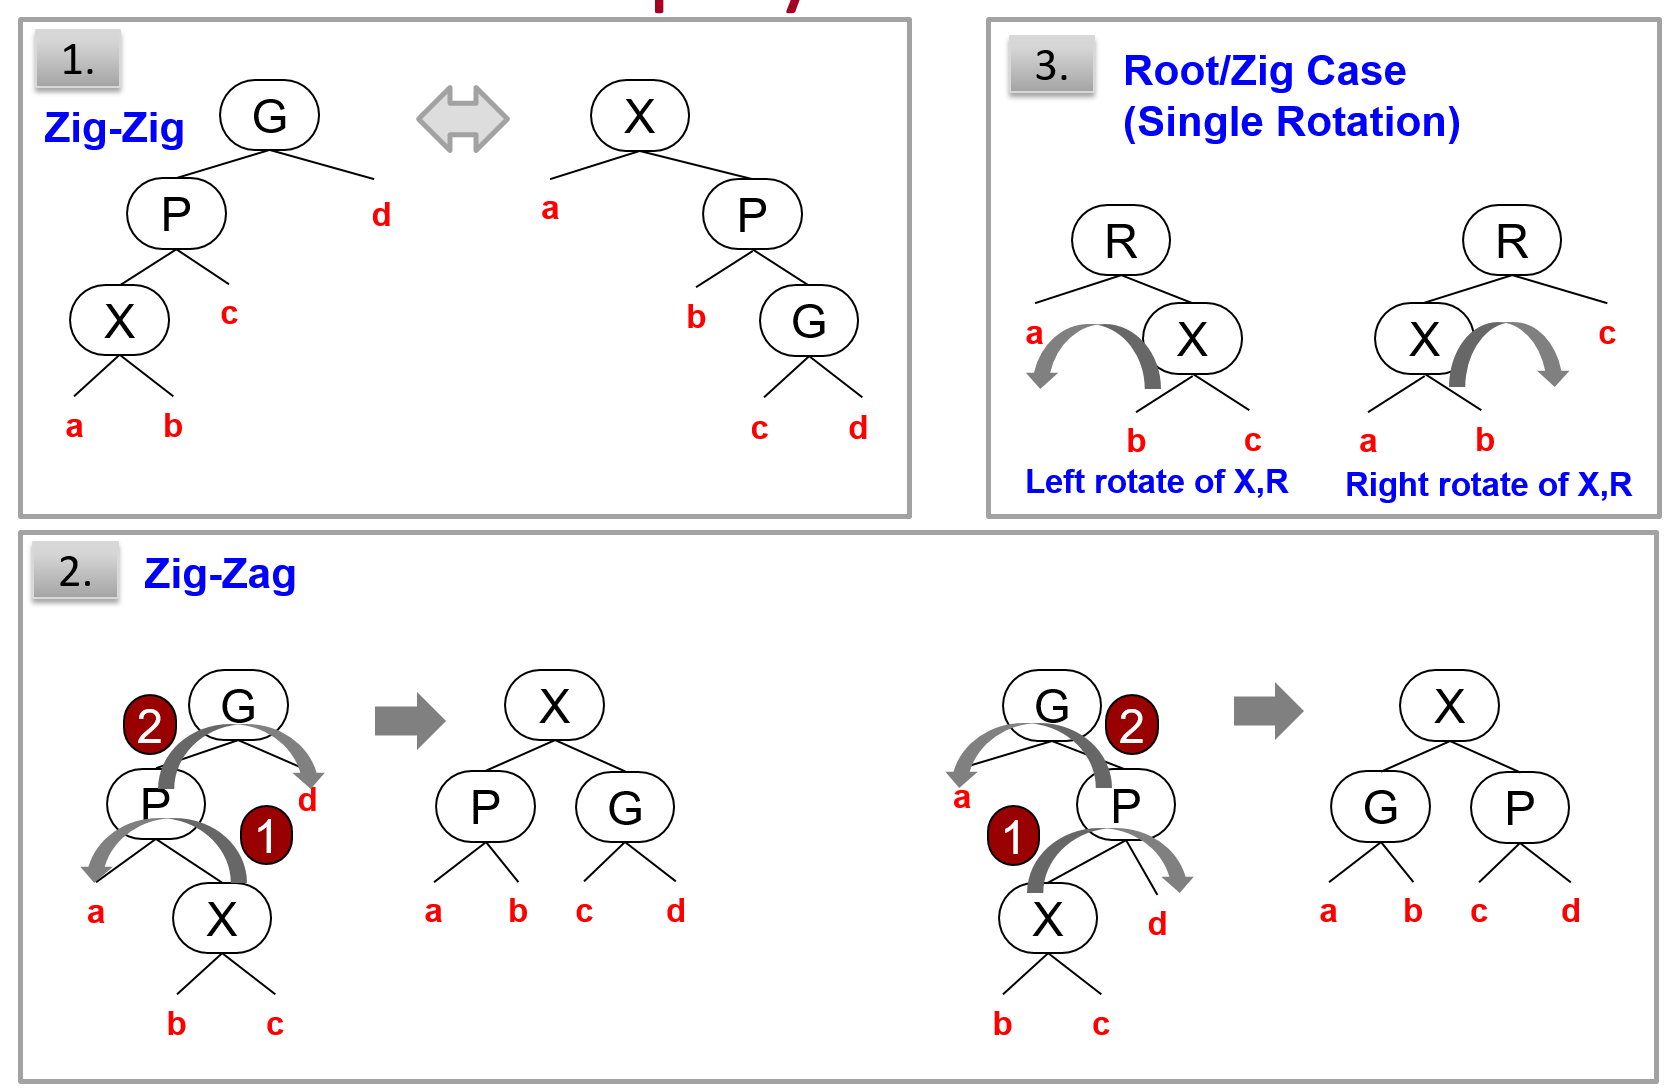 1.
Zig-Zig
G
X
P
d
a
P
X
c
b
G
a
b
c
d
3.
Root/Zig Case
(Single Rotation)
R
R
a
X
X
c
b
c
a
b
Left rotate of X,R
Right rotate of X,R
2.
Zig-Zag
G
2
X
P
d
1
P
G
a
X
a
b
c
d
b
c
G
2
X
a
P
1
G
P
X
d
a
b
c
d
b
c